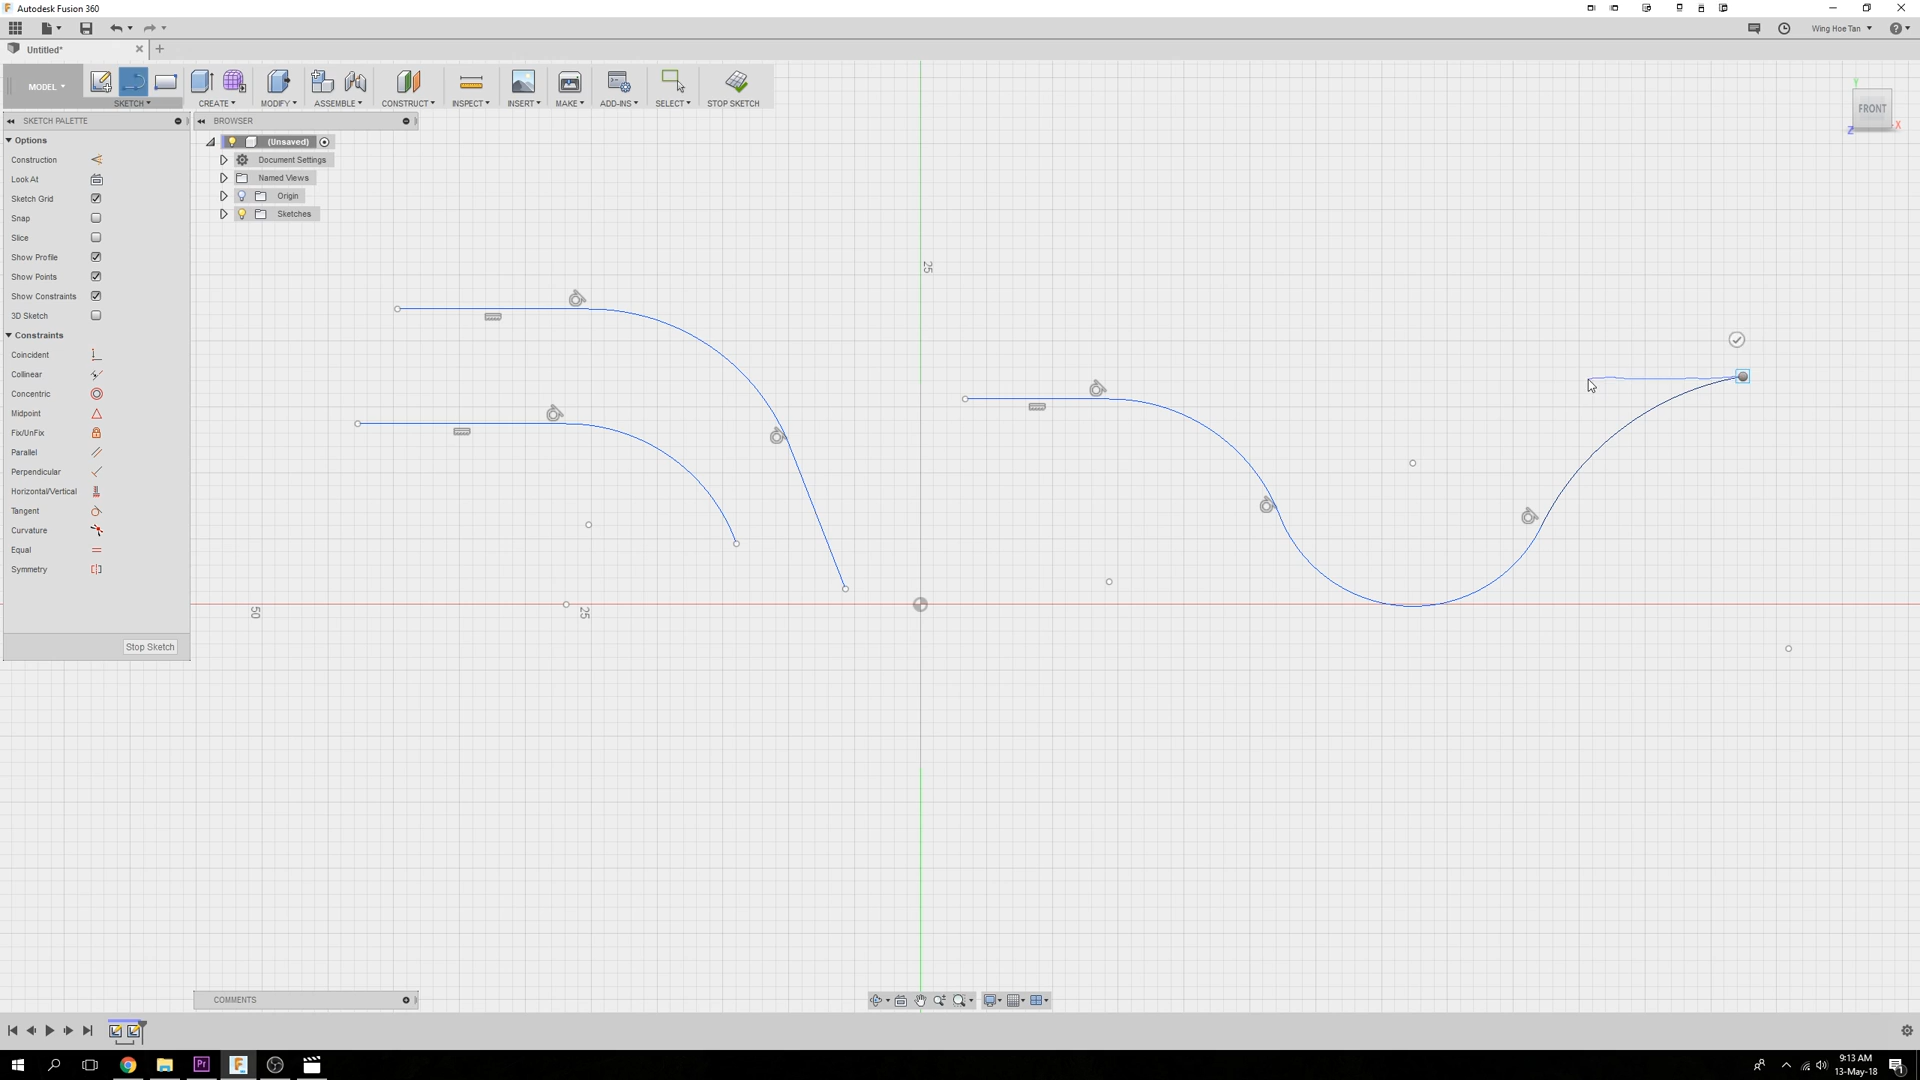 Autodesk Fusion 360
Wing Hoe Tan
Untitled*
MODEL
SKETCH
CREATE
MODIFY
ASSEMBLE
CONSTRUCT
INSPECT
INSERT
MAKE
ADD-INS
SELECT
STOP SKETCH
FRONT
Y
X
Z
SKETCH PALETTE
BROWSER
Options
(Unsaved)
Construction
Document Settings
Look At
Named Views
Sketch Grid
Origin
Snap
Sketches
Slice
Show Profile
Show Points
Show Constraints
3D Sketch
Constraints
Coincident
Collinear
Concentric
Midpoint
Fix/UnFix
Parallel
Perpendicular
Horizontal/Vertical
Tangent
Curvature
Equal
Symmetry
Stop Sketch
25
50
25
COMMENTS
Pr
F
9:13 AM
13-May-18
1